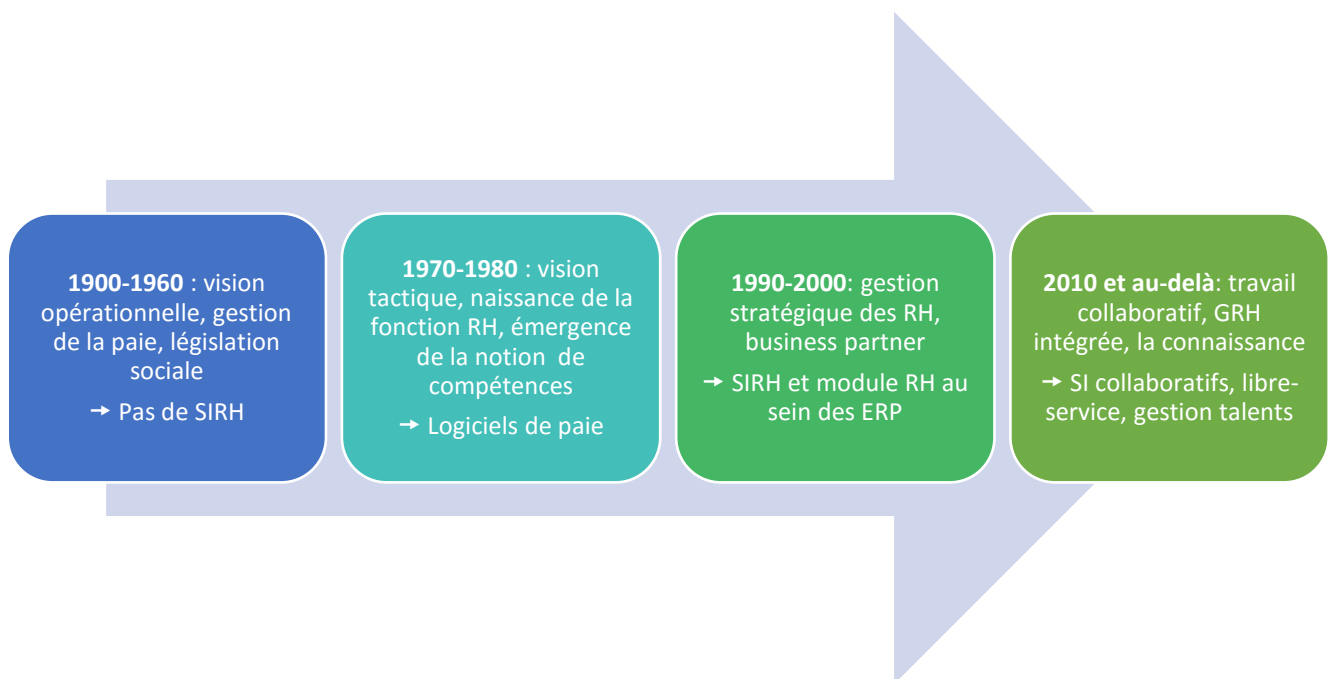 1900-1960 : vision
opérationnelle, gestion
de la paie, législation
sociale
→ Pas de SIRH
1970-1980 : vision
tactique, naissance de la
fonction RH, émergence
de la notion de
compétences
→ Logiciels de paie
1990-2000: gestion
stratégique des RH,
business partner
→ SIRH et module RH au
sein des ERP
2010 et au-delà: travail
collaboratif, GRH
intégrée, la connaissance
→ SI collaboratifs, libre-
service, gestion talents